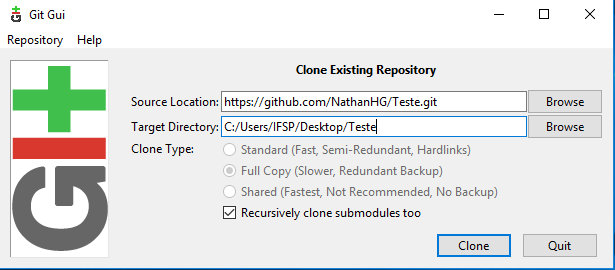 Git Gui
Repository Help
Clone Existing Repository
Source Location: https://github.com/NathanHG/Teste.git Browse
Target Directory: C:/Users/IFSP/Desktop/Teste Browse
Clone Type: Standard (Fast, Semi-Redundant, Hardlinks)
Full Copy (Slower, Redundant Backup)
Shared (Fastest, Not Recommended, No Backup)
Recursively clone submodules too
Clone Quit
git